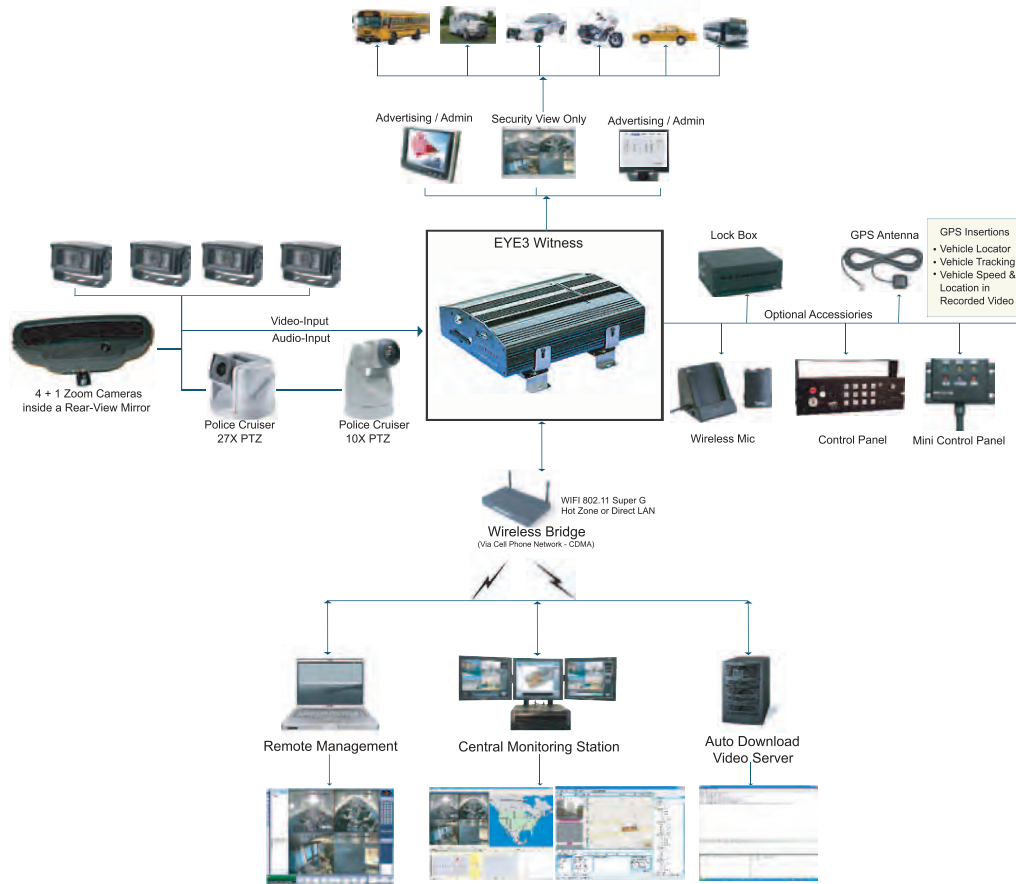 Advertising / Admin
Security View Only
Advertising / Admin
EYE3 Witness
Lock Box
GPS Antenna
GPS Insertions
• Vehicle Locator
• Vehicle Tracking
• Vehicle Speed &
Location in
Recorded Video
Video-Input
Audio-Input
Optional Accessiories
4 + 1 Zoom Cameras
inside a Rear-View Mirror
Police Cruiser
27X PTZ
Police Cruiser
10X PTZ
Wireless Mic
Control Panel
Mini Control Panel
WIFI 802.11 Super G
Hot Zone or Direct LAN
Wireless Bridge
(Via Cell Phone Network - CDMA)
Remote Management
Central Monitoring Station
Auto Download
Video Server